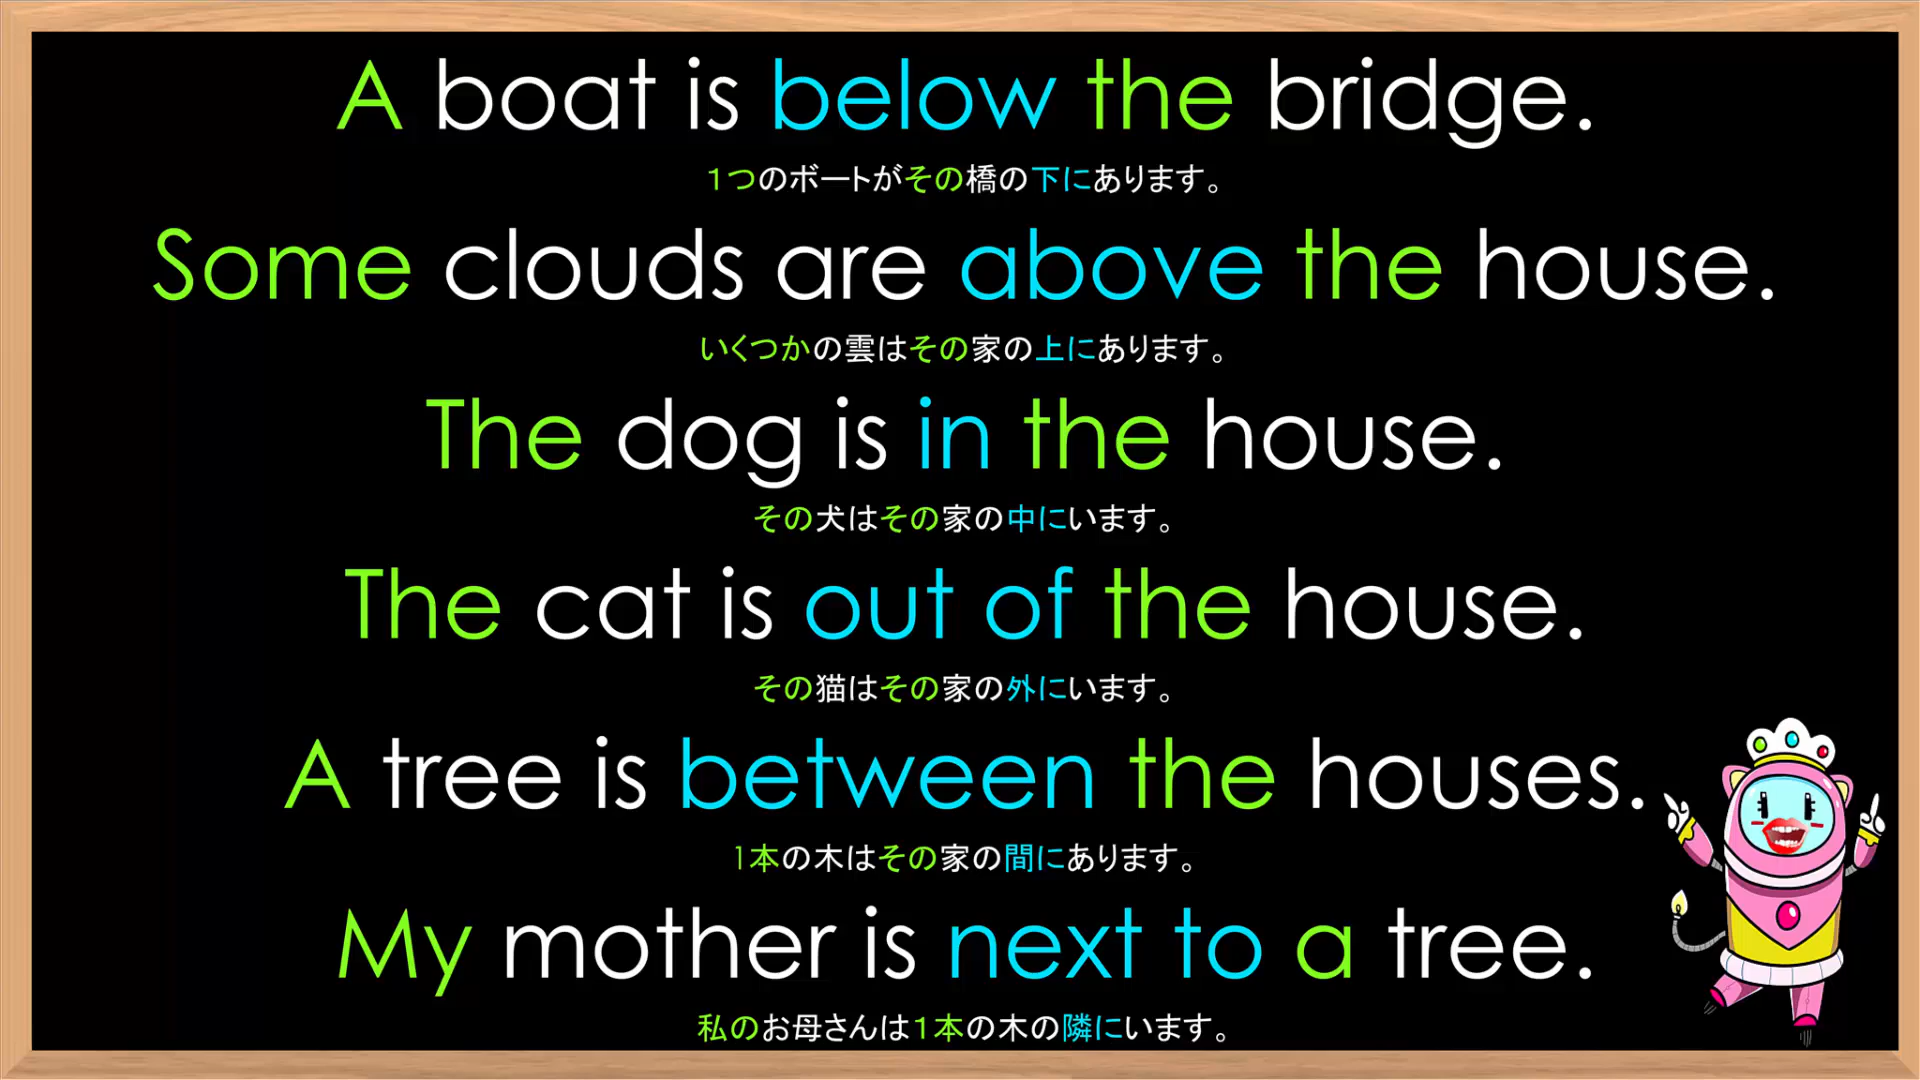 A boat is below the bridge.
１つのボートがその橋の下にあります。
Some clouds are above the house.
いくつかの雲はその家の上にあります。
The dog is in the house.
その犬はその家の中にいます。
The cat is out of the house.
その猫はその家の外にいます。
A tree is between the houses.
1本の木はその家の間にあります。
My mother is next to a tree.
私のお母さんは１本の木の隣にいます。